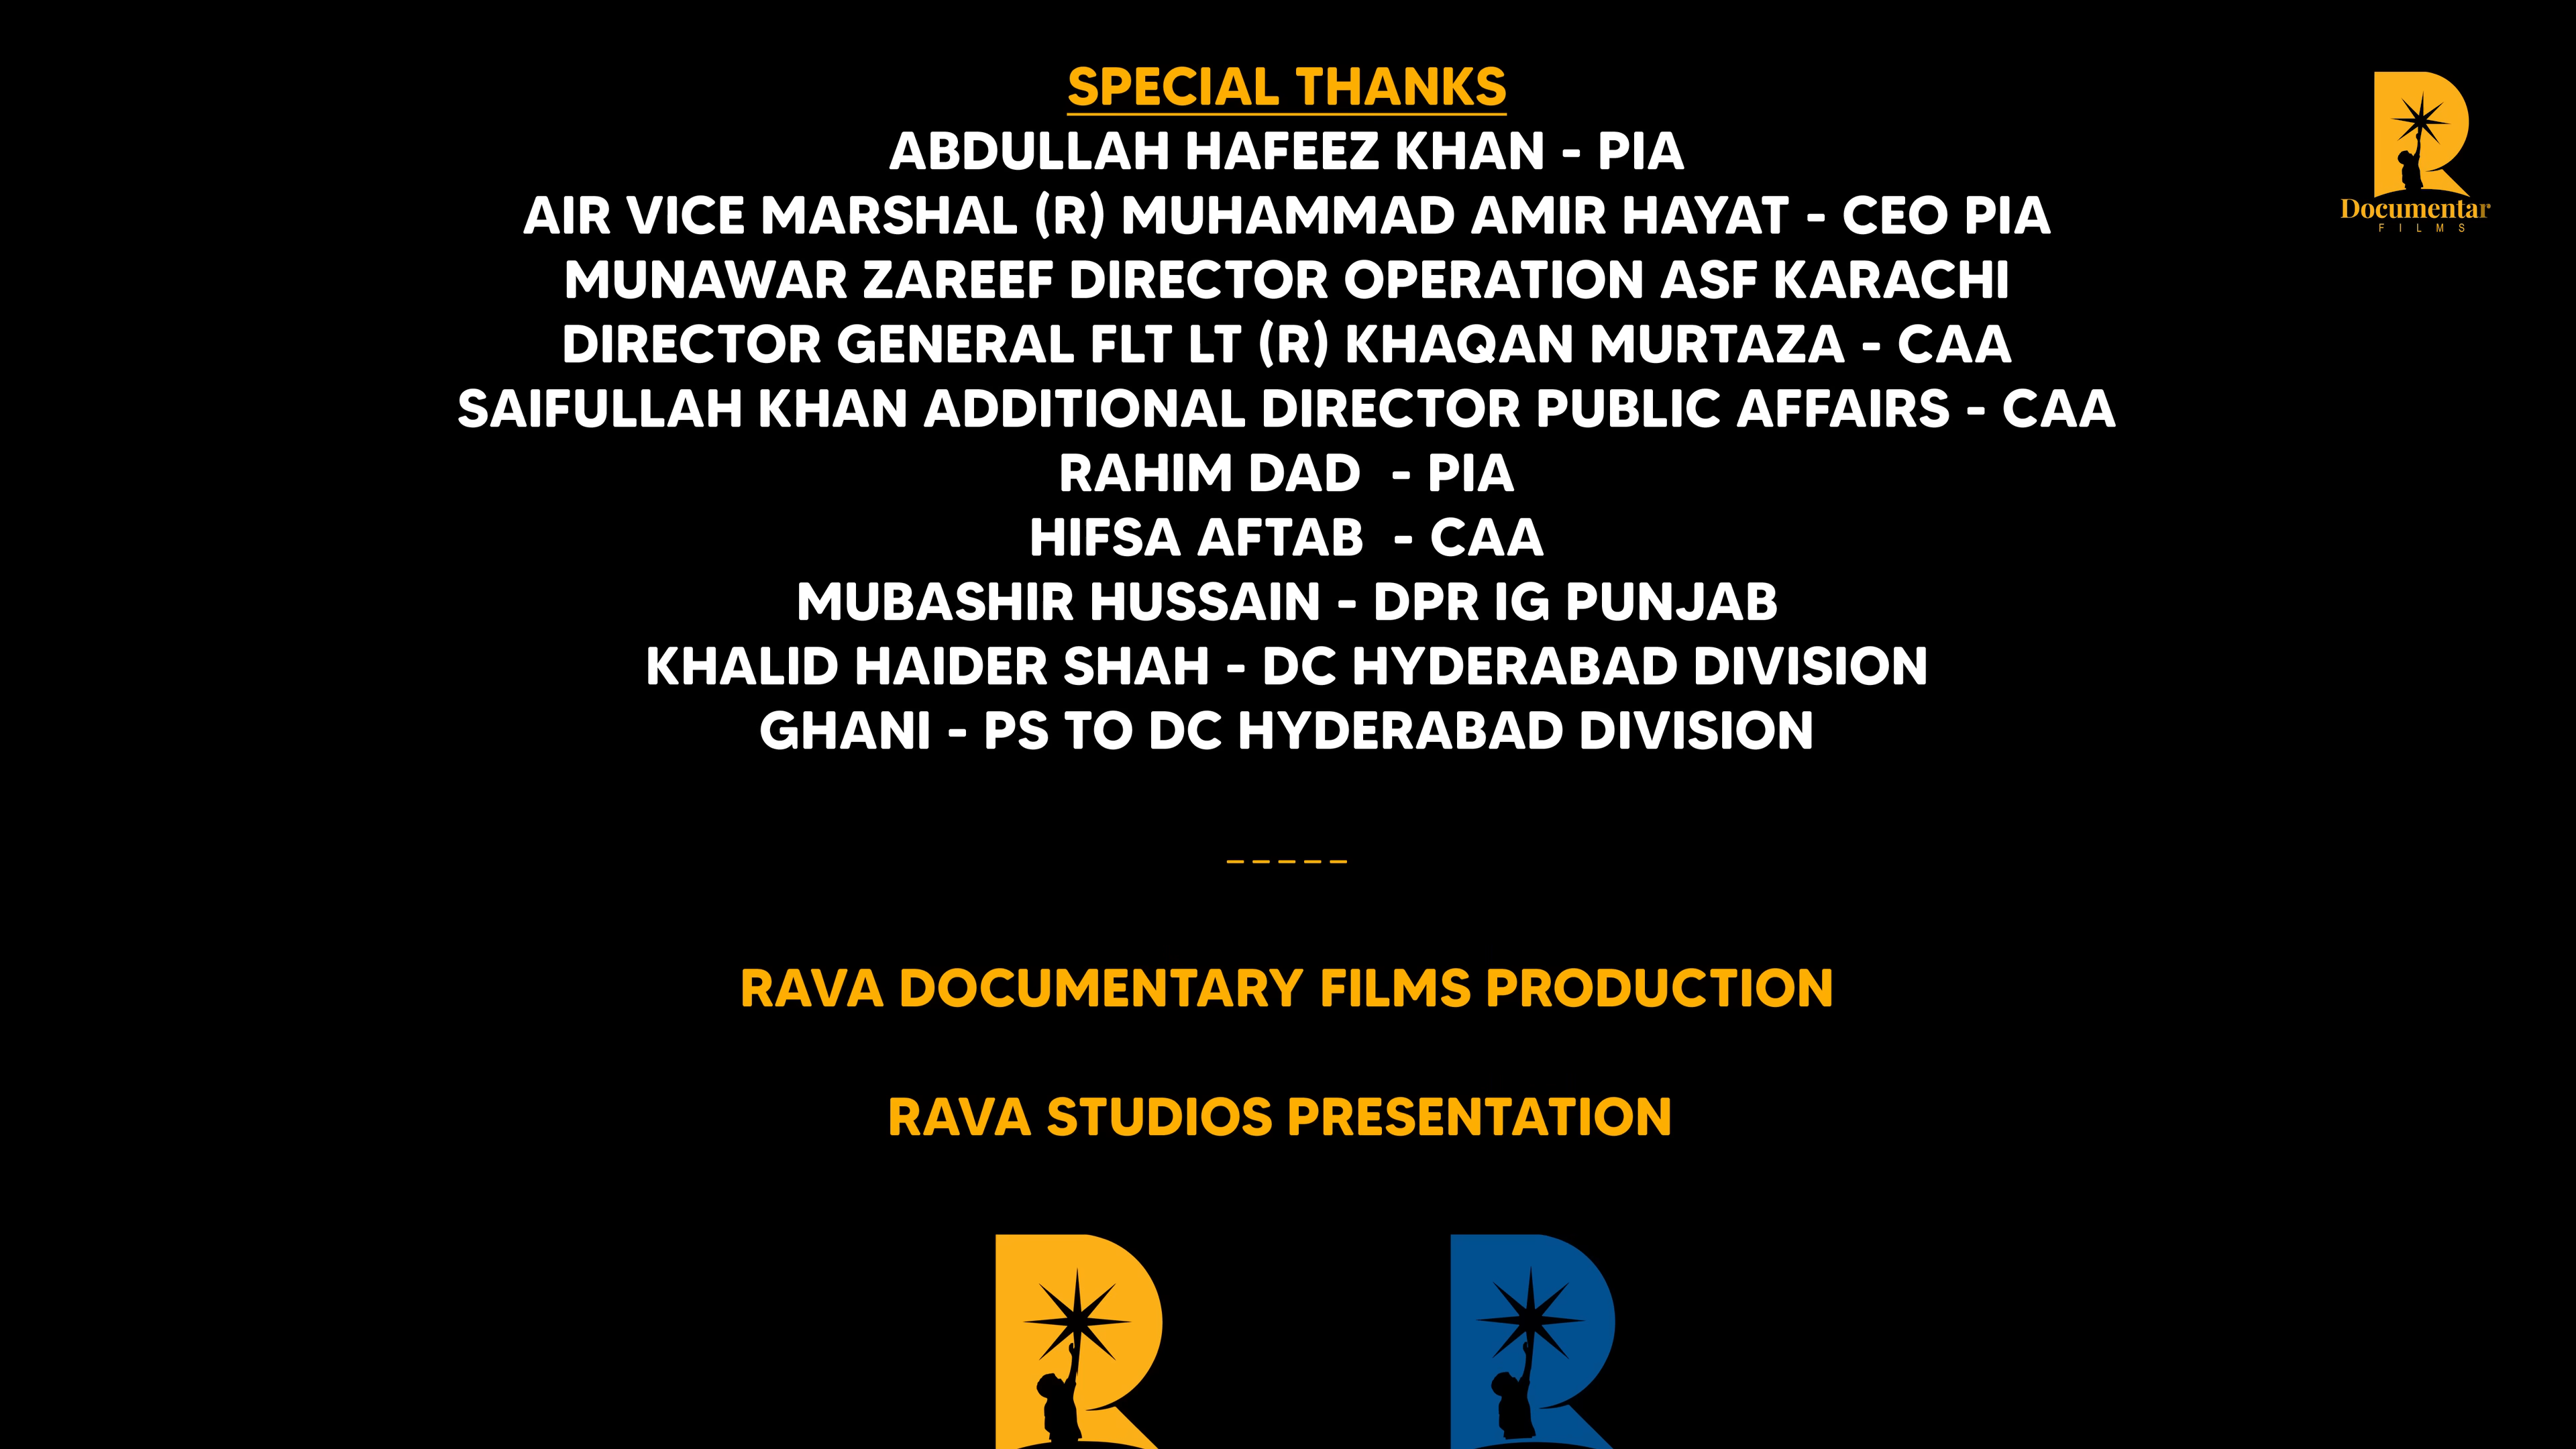 SPECIAL THANKS
ABDULLAH HAFEEZ KHAN - PIA
AIR VICE MARSHAL (R) MUHAMMAD AMIR HAYAT - CEO PIA
MUNAWAR ZAREEF DIRECTOR OPERATION ASF KARACHI
DIRECTOR GENERAL FLT LT (R) KHAQAN MURTAZA - CAA
SAIFULLAH KHAN ADDITIONAL DIRECTOR PUBLIC AFFAIRS - CAA
RAHIM DAD  - PIA
HIFSA AFTAB  - CAA
MUBASHIR HUSSAIN - DPR IG PUNJAB
KHALID HAIDER SHAH - DC HYDERABAD DIVISION
GHANI - PS TO DC HYDERABAD DIVISION
_ _ _ _ _
RAVA DOCUMENTARY FILMS PRODUCTION
RAVA STUDIOS PRESENTATION
R
Documentar
FILMS
R
R